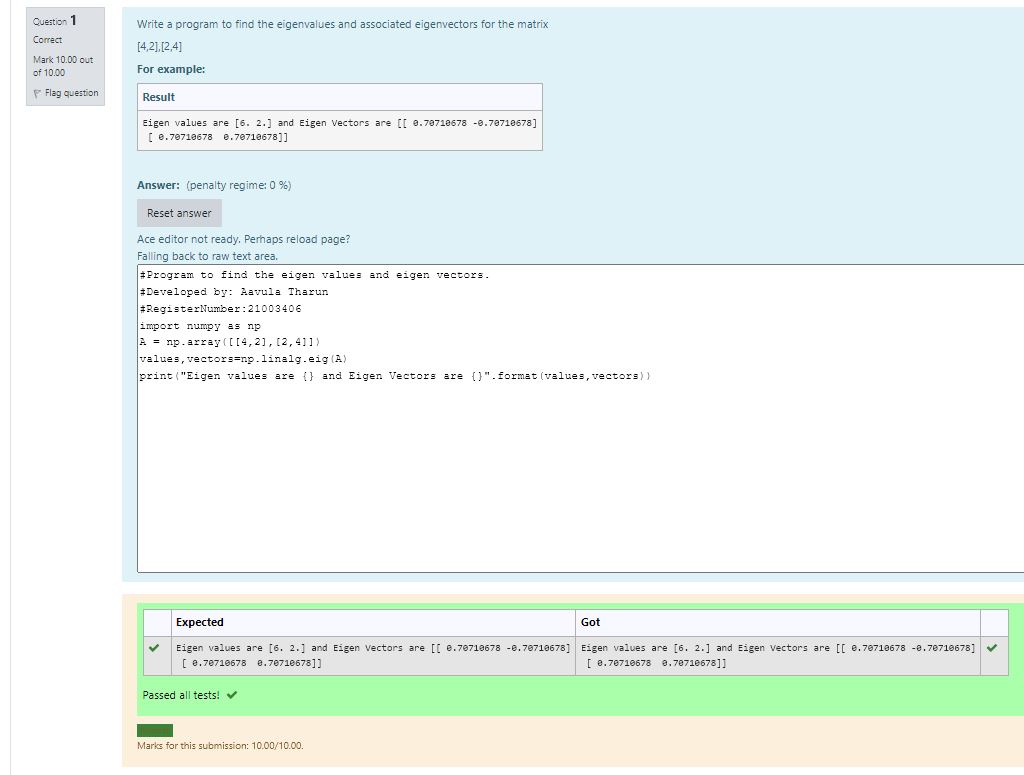 Question 1
Correct
Mark 10.00 out
of 10.00
Flag question
Write a program to find the eigenvalues and associated eigenvectors for the matrix
[4,2],[2,4]
For example:
Result
Eigen values are [6. 2.] and Eigen Vectors are [[ 0.70710678 -0.70710678]
[ 0.70710678  0.70710678]]
Answer: (penalty regime: 0 %)
Reset answer
Ace editor not ready. Perhaps reload page?
Falling back to raw text area.
#Program to find the eigen values and eigen vectors.
#Developed by: Aavula Tharun
#RegisterNumber:21003406
import numpy as np
A = np.array([[4,2],[2,4]])
values,vectors=np.linalg.eig(A)
print("Eigen values are {} and Eigen Vectors are {}".format(values,vectors))
Expected Got
Eigen values are [6. 2.] and Eigen Vectors are [[ 0.70710678 -0.70710678] Eigen values are [6. 2.] and Eigen Vectors are [[ 0.70710678 -0.70710678]
[ 0.70710678  0.70710678]] [ 0.70710678  0.70710678]]
Passed all tests!
Marks for this submission: 10.00/10.00.